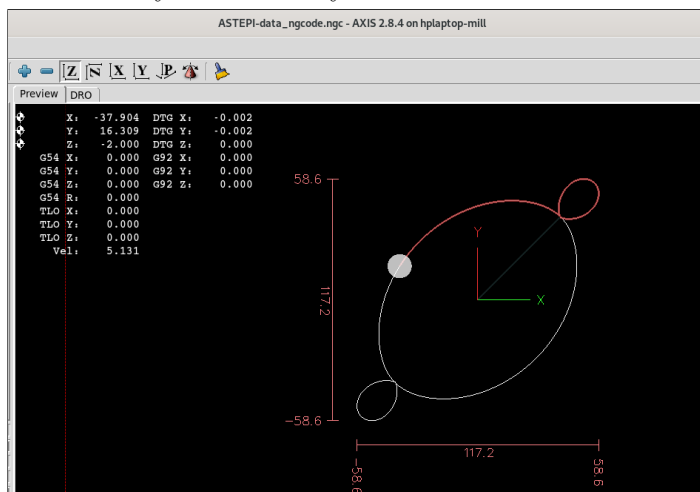 ASTEPI-data_ngcode.ngc - AXIS 2.8.4 on hplaptop-mill
Z N X Y P
Preview DRO
X: -37.904 DTG X: -0.002
Y: 16.309 DTG Y: -0.002
Z: -2.000 DTG Z: 0.000
G54 X: 0.000 G92 X: 0.000
G54 Y: 0.000 G92 Y: 0.000
G54 Z: 0.000 G92 Z: 0.000
G54 R: 0.000
TLO X: 0.000
TLO Y: 0.000
TLO Z: 0.000
Vel: 5.131
58.6
Y
X
117.2
-58.6
117.2
-58.6
58.6